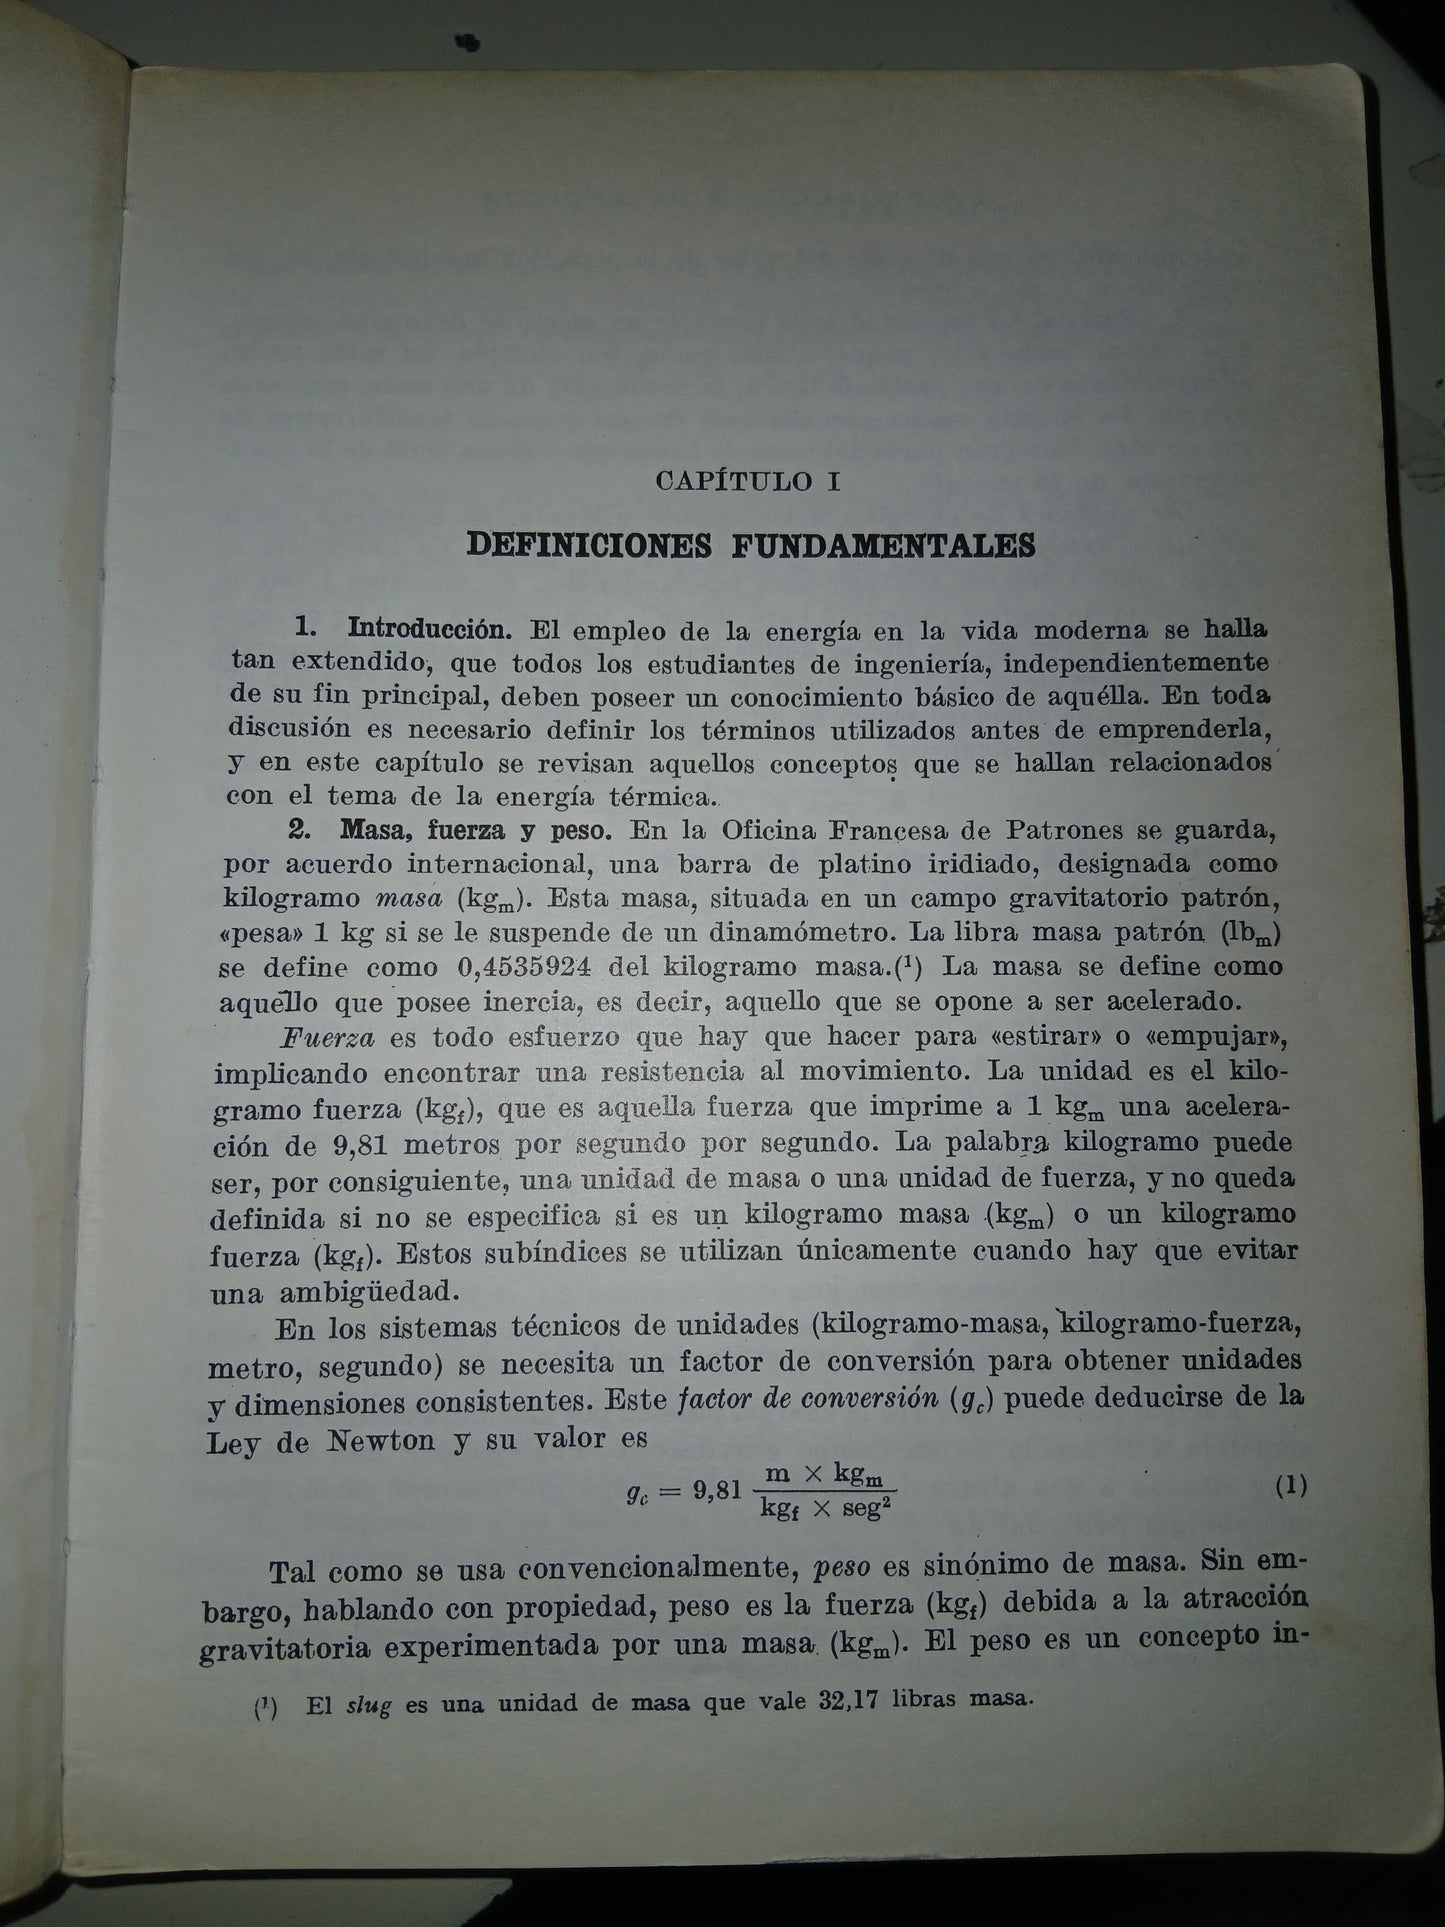 CAPÍTULO I
DEFINICIONES FUNDAMENTALES
1. Introducción. El empleo de la energía en la vida moderna se halla
tan extendido, que todos los estudiantes de ingeniería, independientemente
de su fin principal, deben poseer un conocimiento básico de aquélla. En toda
discusión es necesario definir los términos utilizados antes de emprenderla,
y en este capítulo se revisan aquellos conceptos que se hallan relacionados
con el tema de la energía térmica.
2. Masa, fuerza y peso. En la Oficina Francesa de Patrones se guarda,
por acuerdo internacional, una barra de platino iridiado, designada como
kilogramo masa (kgₘ). Esta masa, situada en un campo gravitatorio patrón,
«pesa» 1 kg si se le suspende de un dinamómetro. La libra masa patrón (lbₘ)
se define como 0,4535924 del kilogramo masa.(¹) La masa se define como
aquello que posee inercia, es decir, aquello que se opone a ser acelerado.
Fuerza es todo esfuerzo que hay que hacer para «estirar» o «empujar»,
implicando encontrar una resistencia al movimiento. La unidad es el kilo-
gramo fuerza (kg_f), que es aquella fuerza que imprime a 1 kgₘ una acelera-
ción de 9,81 metros por segundo por segundo. La palabra kilogramo puede
ser, por consiguiente, una unidad de masa o una unidad de fuerza, y no queda
definida si no se especifica si es un kilogramo masa (kgₘ) o un kilogramo
fuerza (kg_f). Estos subíndices se utilizan únicamente cuando hay que evitar
una ambigüedad.
En los sistemas técnicos de unidades (kilogramo-masa, kilogramo-fuerza,
metro, segundo) se necesita un factor de conversión para obtener unidades
y dimensiones consistentes. Este factor de conversión (g_c) puede deducirse de la
Ley de Newton y su valor es
g_c = 9,81 (m × kgₘ)/(kg_f × seg²) (1)
Tal como se usa convencionalmente, peso es sinónimo de masa. Sin em-
bargo, hablando con propiedad, peso es la fuerza (kg_f) debida a la atracción
gravitatoria experimentada por una masa (kgₘ). El peso es un concepto in-
(¹) El slug es una unidad de masa que vale 32,17 libras masa.